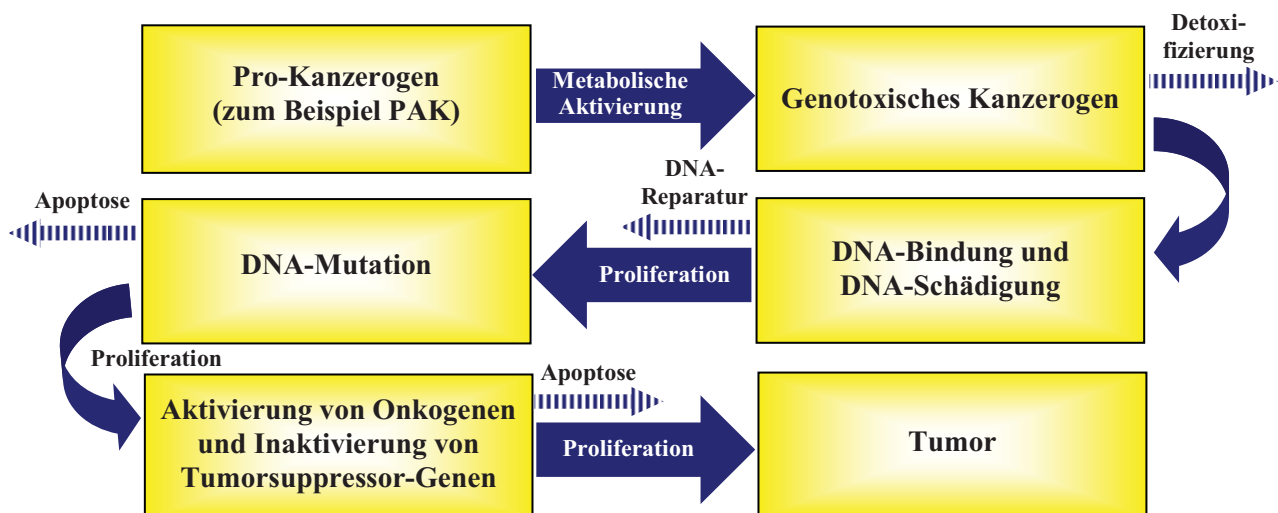 Pro-Kanzerogen
(zum Beispiel PAK)
Metabolische
Aktivierung
Genotoxisches Kanzerogen
Detoxi-
fizierung
Apoptose
DNA-Mutation
DNA-
Reparatur
Proliferation
DNA-Bindung und
DNA-Schädigung
Proliferation
Aktivierung von Onkogenen
und Inaktivierung von
Tumorsuppressor-Genen
Apoptose
Proliferation
Tumor